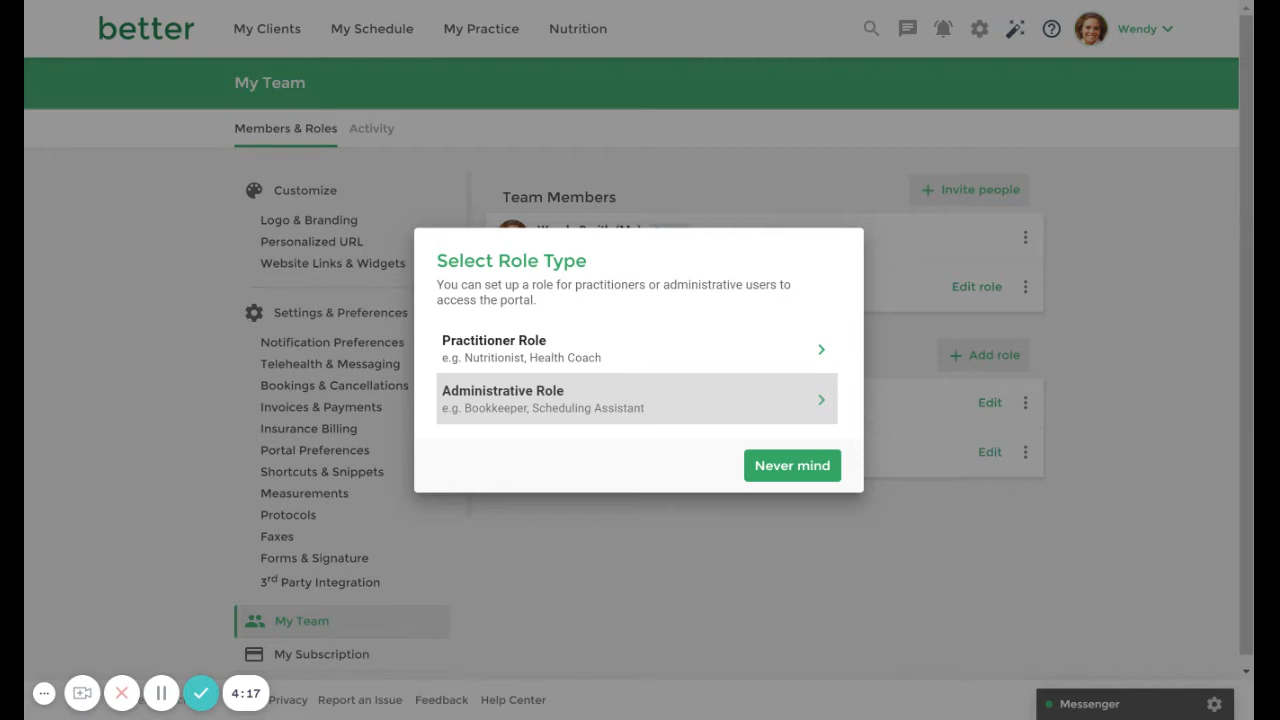 better
My Clients
My Schedule
My Practice
Nutrition
Wendy
My Team
Members & Roles
Activity
Customize
Logo & Branding
Personalized URL
Website Links & Widgets
Settings & Preferences
Notification Preferences
Telehealth & Messaging
Bookings & Cancellations
Invoices & Payments
Insurance Billing
Portal Preferences
Shortcuts & Snippets
Measurements
Protocols
Faxes
Forms & Signature
3rd Party Integration
My Team
My Subscription
Team Members
+ Invite people
Edit role
+ Add role
Edit
Edit
Select Role Type
You can set up a role for practitioners or administrative users to
access the portal.
Practitioner Role
e.g. Nutritionist, Health Coach
Administrative Role
e.g. Bookkeeper, Scheduling Assistant
Never mind
4:17
Privacy
Report an Issue
Feedback
Help Center
Messenger